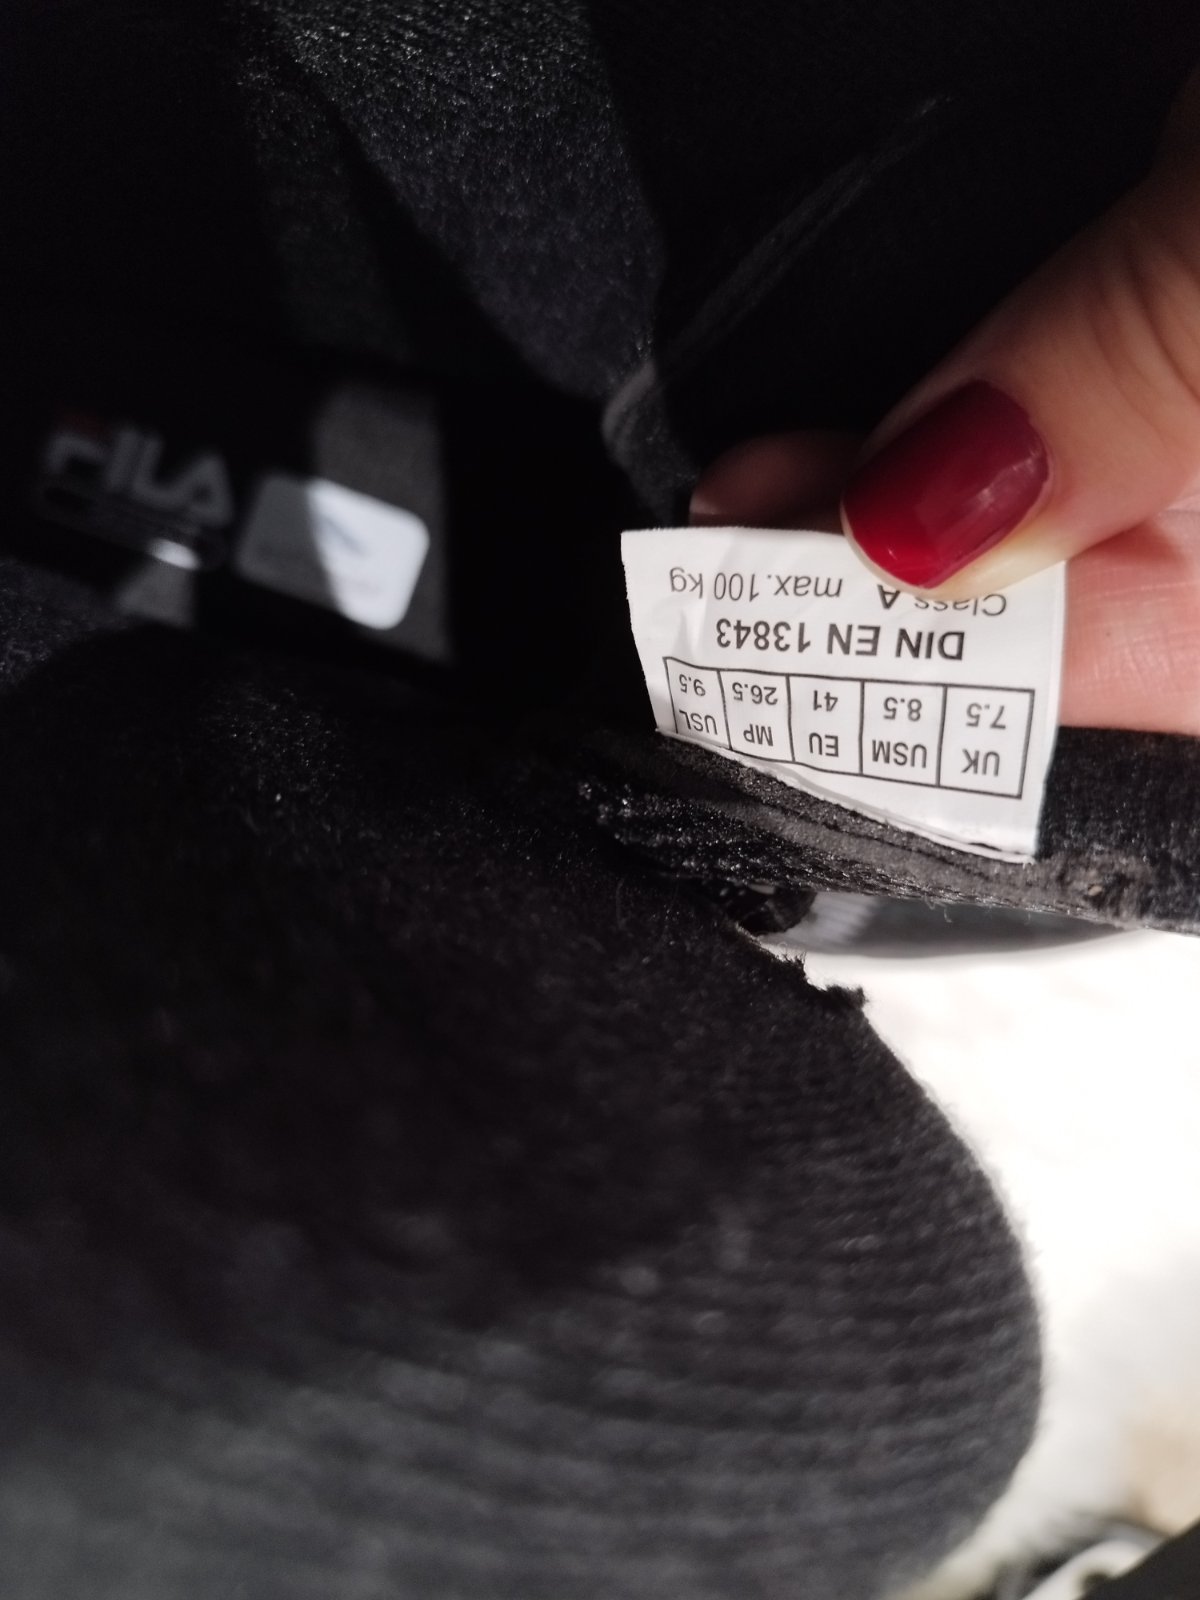 FILA
UK USM EU MP USL
7.5 8.5 41 26.5 9.5
DIN EN 13843
Class A max.100 kg